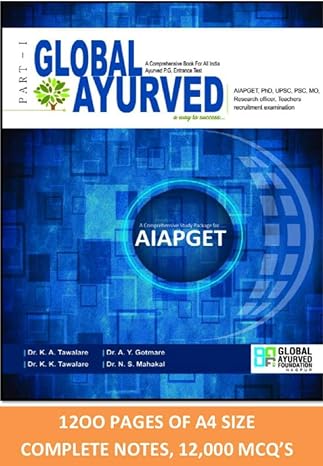 PART - I
GLOBAL
AYURVED
a way to success...
A Comprehensive Book For All India
Ayurved P.G. Entrance Test
AIAPGET, PhD, UPSC, PSC, MO,
Research officer, Teachers
recruitment examination
A Comprehensive Study Package for...
AIAPGET
Dr. K. A. Tawalare
Dr. A. Y. Gotmare
Dr. K. K. Tawalare
Dr. N. S. Mahakal
GLOBAL
AYURVED
FOUNDATION
NAGPUR
12OO PAGES OF A4 SIZE
COMPLETE NOTES, 12,000 MCQ'S